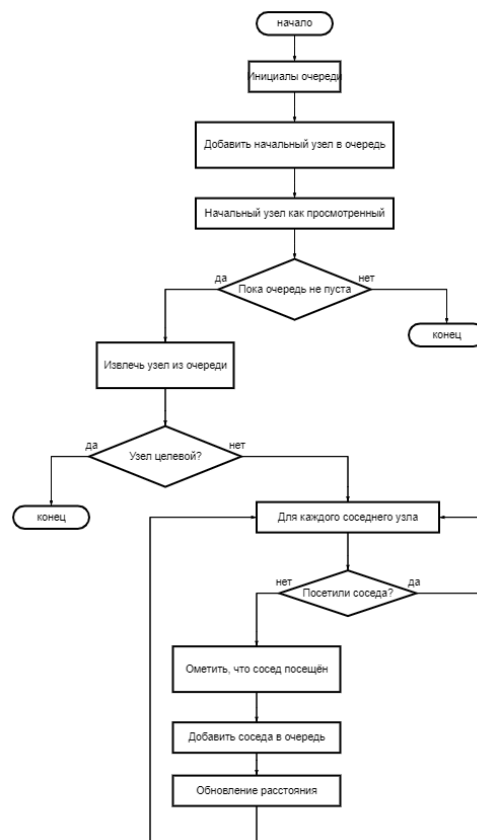 начало
Инициалы очереди
Добавить начальный узел в очередь
Начальный узел как просмотренный
да
нет
Пока очередь не пуста
конец
Извлечь узел из очереди
да
нет
Узел целевой?
конец
Для каждого соседнего узла
нет
да
Посетили соседа?
Ометить, что сосед посещён
Добавить соседа в очередь
Обновление расстояния